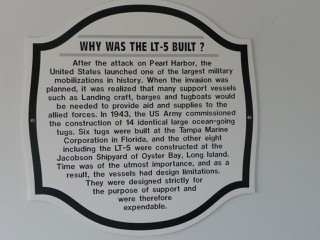 WHY WAS THE LT-5 BUILT ?
After the attack on Pearl Harbor, the
United States launched one of the largest military
mobilizations in history. When the invasion was
planned, it was realized that many support vessels
such as Landing craft, barges and tugboats would
be needed to provide aid and supplies to the
allied forces. In 1943, the US Army commissioned
the construction of 14 identical large ocean-going
tugs. Six tugs were built at the Tampa Marine
Corporation in Florida, and the other eight
including the LT-5 were constructed at the
Jacobson Shipyard of Oyster Bay, Long Island.
Time was of the utmost importance, and as a
result, the vessels had design limitations.
They were designed strictly for
the purpose of support and
were therefore
expendable.